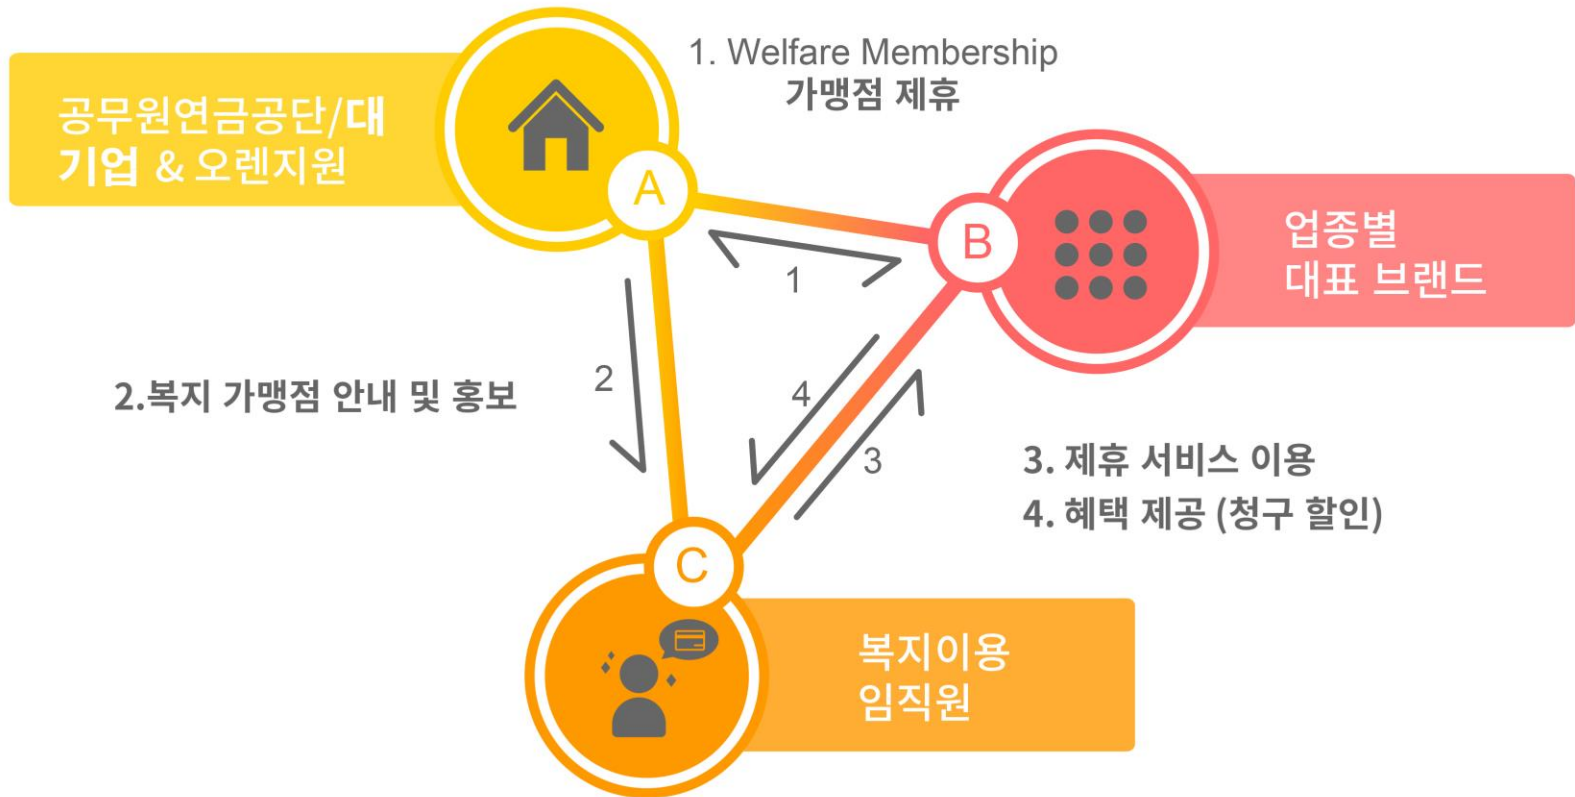 1. Welfare Membership
가맹점 제휴
공무원연금공단/대
기업 & 오렌지원
A
B
업종별
대표 브랜드
1
2
4
3
2.복지 가맹점 안내 및 홍보
3. 제휴 서비스 이용
4. 혜택 제공 (청구 할인)
C
복지이용
임직원